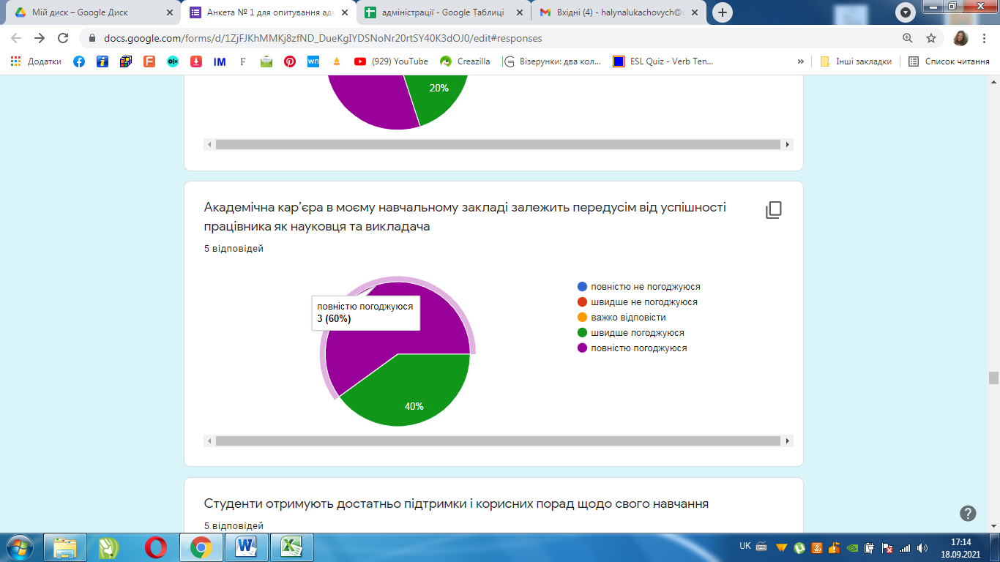 Мій диск – Google Диск
Анкета № 1 для опитування адм
адміністрації - Google Таблиці
Вхідні (4) - halynalukachovych@g
docs.google.com/forms/d/1ZjFJKhMMKj8zfND_DueKgIYDSNoNr20rtSY40K3dOJ0/edit#responses
Додатки
IM
F
(929) YouTube
Creazilla
Візерунки: два кол...
ESL Quiz - Verb Ten...
»
Інші закладки
Список читання
20%
Академічна кар’єра в моєму навчальному закладі залежить передусім від успішності
працівника як науковця та викладача
5 відповідей
повністю погоджуюся
3 (60%)
40%
повністю не погоджуюся
швидше не погоджуюся
важко відповісти
швидше погоджуюся
повністю погоджуюся
Студенти отримують достатньо підтримки і корисних порад щодо свого навчання
5 відповідей
UK
17:14
18.09.2021